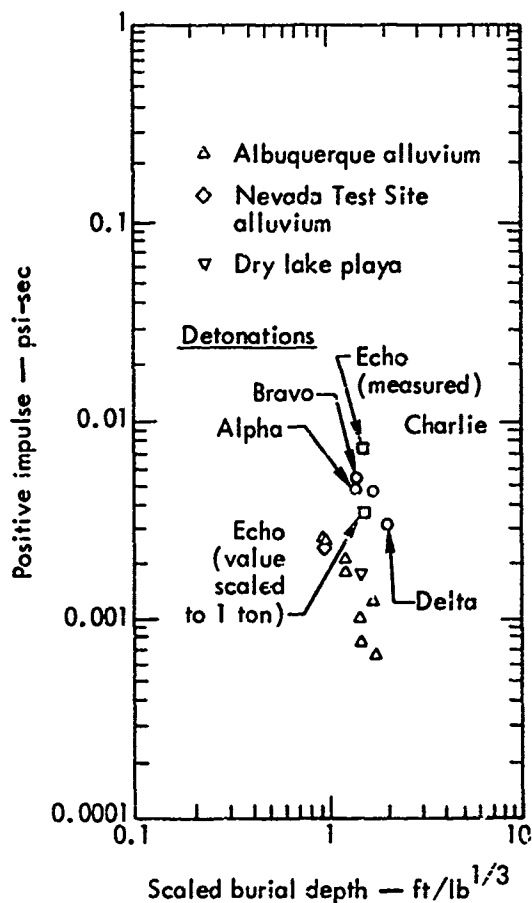 1
△ Albuquerque alluvium
◇ Nevada Test Site
alluvium
0.1
▽ Dry lake playa
Detonations
Echo
(measured)
Bravo
Charlie
0.01
Alpha
Echo
(value
scaled
to 1 ton)
Delta
0.001
0.0001
0.1
1
10
Positive impulse — psi-sec
Scaled burial depth — ft/lb^1/3